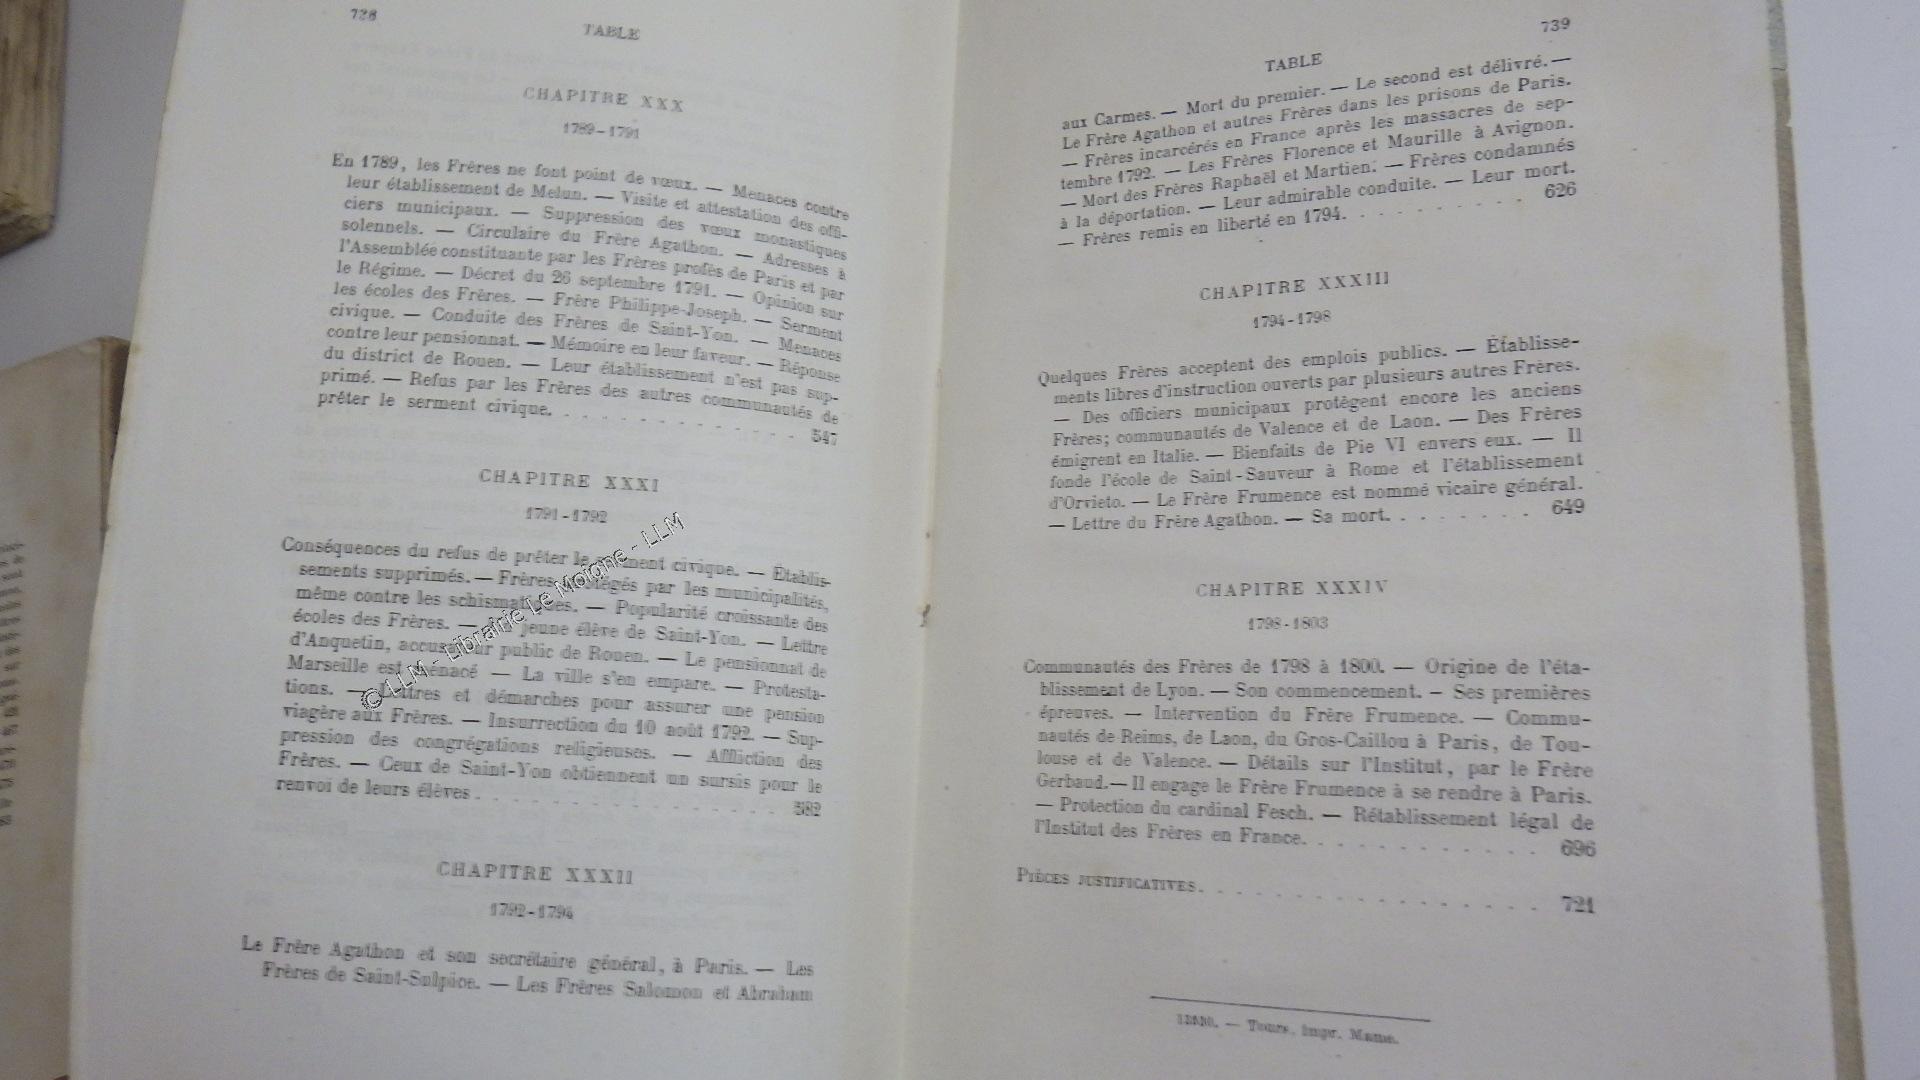 738
TABLE
CHAPITRE XXX
1789-1791
En 1789, les Frères ne font point de vœux. — Menaces contre
leur établissement de Melun. — Visite et attestation des offi-
ciers municipaux. — Suppression des vœux monastiques
solennels. — Circulaire du Frère Agathon. — Adresses à
l'Assemblée constituante par les Frères profès de Paris et par
le Régime. — Décret du 26 septembre 1791. — Opinion sur
les écoles des Frères. — Frère Philippe-Joseph. — Serment
civique. — Conduite des Frères de Saint-Yon. — Menaces
contre leur pensionnat. — Mémoire en leur faveur. — Réponse
du district de Rouen. — Leur établissement n'est pas sup-
primé. — Refus par les Frères des autres communautés de
prêter le serment civique. . . . . . . . . . . . . 547
CHAPITRE XXXI
1791-1792
Conséquences du refus de prêter le serment civique. — Établis-
sements supprimés. — Frères protégés par les municipalités,
même contre les schismatiques. — Popularité croissante des
écoles des Frères. — jeune élève de Saint-Yon. — Lettre
d'Anquetin, accusateur public de Rouen. — Le pensionnat de
Marseille est menacé — La ville s'en empare. — Protesta-
tions. — Lettres et démarches pour assurer une pension
viagère aux Frères. — Insurrection du 10 août 1792. — Sup-
pression des congrégations religieuses. — Affliction des
Frères. — Ceux de Saint-Yon obtiennent un sursis pour le
renvoi de leurs élèves . . . . . . . . . . . . . . 582
CHAPITRE XXXII
1792-1794
Le Frère Agathon et son secrétaire général, à Paris. — Les
Frères de Saint-Sulpice. — Les Frères Salomon et Abraham
© LLM - Librairie Le Moigne - LLM
739
TABLE
aux Carmes. — Mort du premier. — Le second est délivré. —
Le Frère Agathon et autres Frères dans les prisons de Paris.
— Frères incarcérés en France après les massacres de sep-
tembre 1792. — Les Frères Florence et Maurille à Avignon.
— Mort des Frères Raphaël et Martien. — Frères condamnés
à la déportation. — Leur admirable conduite. — Leur mort.
— Frères remis en liberté en 1794. . . . . . . . . . 626
CHAPITRE XXXIII
1794-1798
Quelques Frères acceptent des emplois publics. — Établisse-
ments libres d'instruction ouverts par plusieurs autres Frères.
— Des officiers municipaux protègent encore les anciens
Frères; communautés de Valence et de Laon. — Des Frères
émigrent en Italie. — Bienfaits de Pie VI envers eux. — Il
fonde l'école de Saint-Sauveur à Rome et l'établissement
d'Orvieto. — Le Frère Frumence est nommé vicaire général.
— Lettre du Frère Agathon. — Sa mort. . . . . . . . 649
CHAPITRE XXXIV
1798-1803
Communautés des Frères de 1798 à 1800. — Origine de l'éta-
blissement de Lyon. — Son commencement. — Ses premières
épreuves. — Intervention du Frère Frumence. — Commu-
nautés de Reims, de Laon, du Gros-Caillou à Paris, de Tou-
louse et de Valence. — Détails sur l'Institut, par le Frère
Gerbaud. — Il engage le Frère Frumence à se rendre à Paris.
— Protection du cardinal Fesch. — Rétablissement légal de
l'Institut des Frères en France. . . . . . . . . . . . 696
PIÈCES JUSTIFICATIVES. . . . . . . . . . . . . . . 721
— Tours, Impr. Mame.